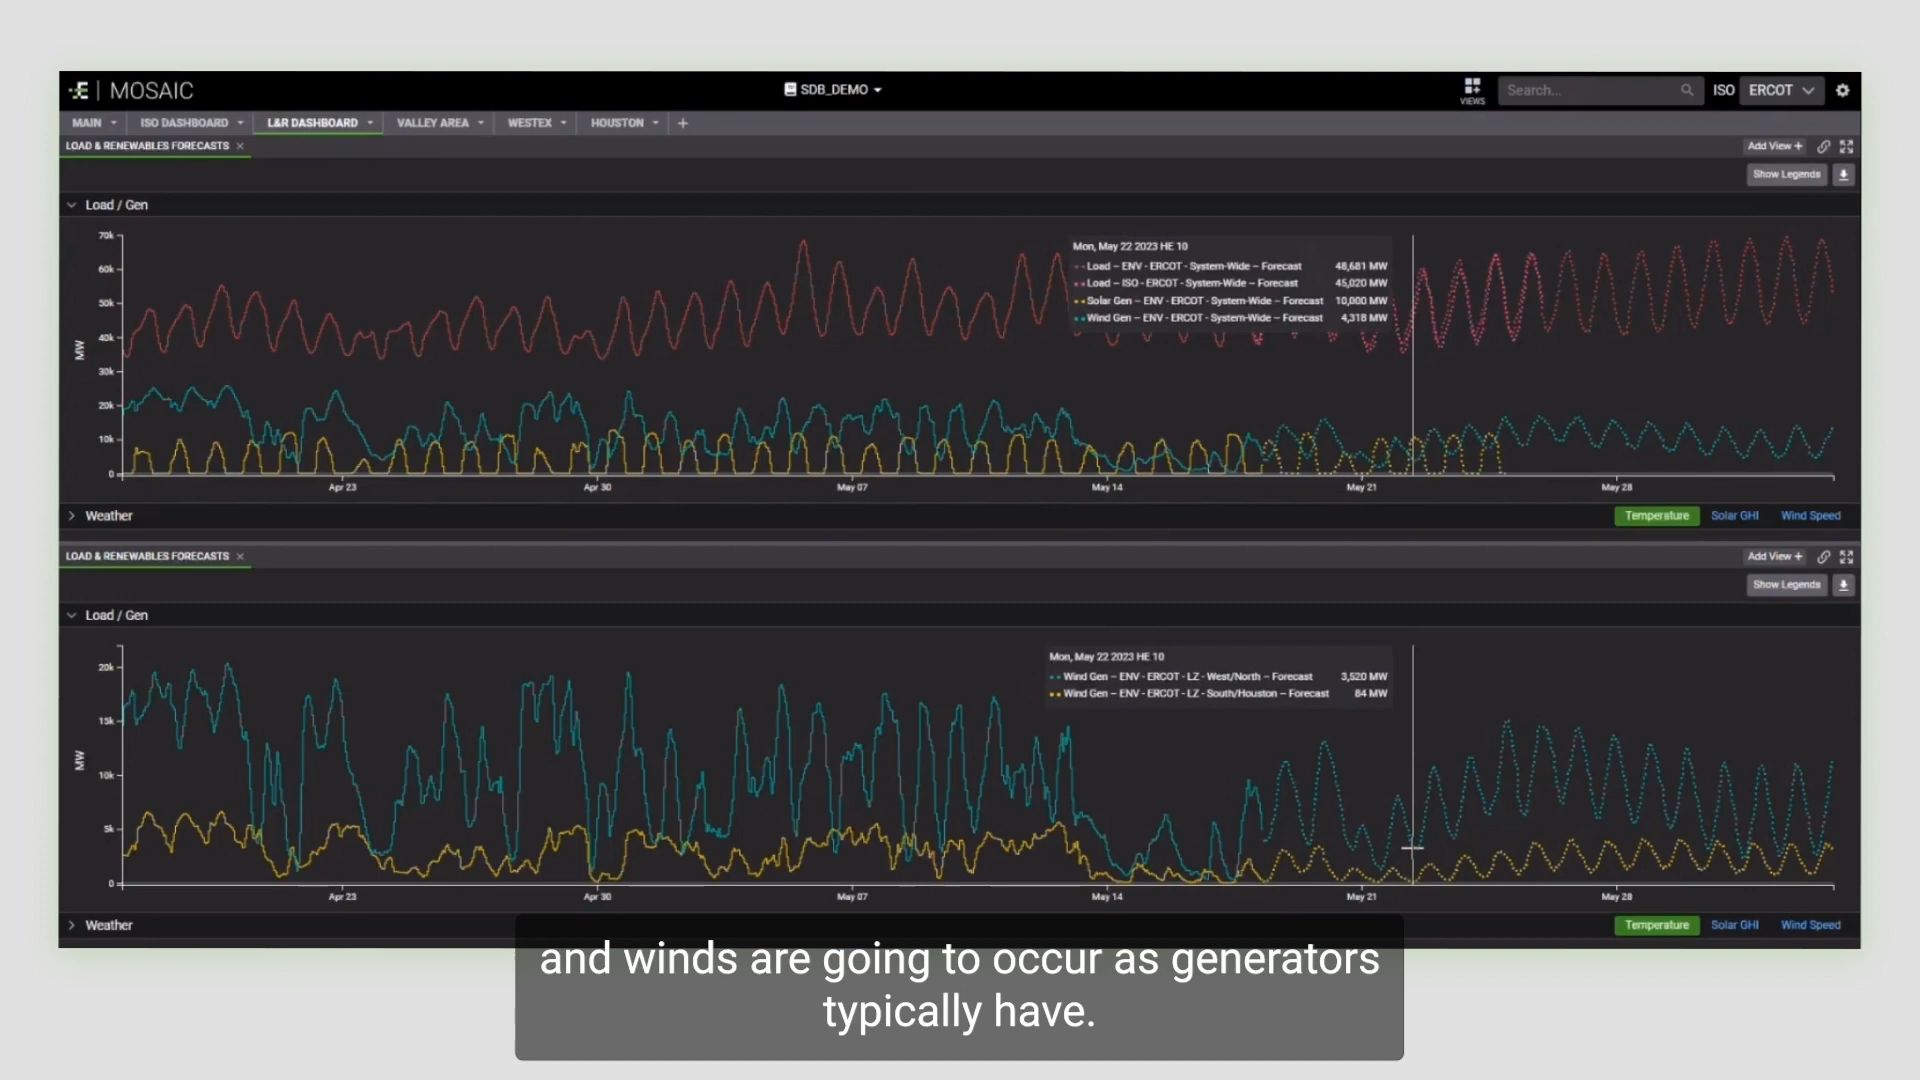 E | MOSAIC
SDB_DEMO
VIEWS
Search...
ISO
ERCOT
MAIN
ISO DASHBOARD
L&R DASHBOARD
VALLEY AREA
WESTEX
HOUSTON
+
LOAD & RENEWABLES FORECASTS ×
Add View +
Show Legends
Load / Gen
70k
60k
50k
40k
30k
20k
10k
0
MW
Mon, May 22 2023 HE 10
Load – ENV - ERCOT - System-Wide – Forecast 48,681 MW
Load – ISO - ERCOT - System-Wide – Forecast 45,020 MW
Solar Gen – ENV - ERCOT - System-Wide – Forecast 10,000 MW
Wind Gen – ENV - ERCOT - System-Wide – Forecast 4,318 MW
Apr 23
Apr 30
May 07
May 14
May 21
May 28
Weather
Temperature
Solar GHI
Wind Speed
LOAD & RENEWABLES FORECASTS ×
Add View +
Show Legends
Load / Gen
20k
15k
10k
5k
0
MW
Mon, May 22 2023 HE 10
Wind Gen – ENV - ERCOT - LZ - West/North – Forecast 3,520 MW
Wind Gen – ENV - ERCOT - LZ - South/Houston – Forecast 84 MW
Apr 23
Apr 30
May 07
May 14
May 21
May 28
Weather
Temperature
Solar GHI
Wind Speed
and winds are going to occur as generators
typically have.